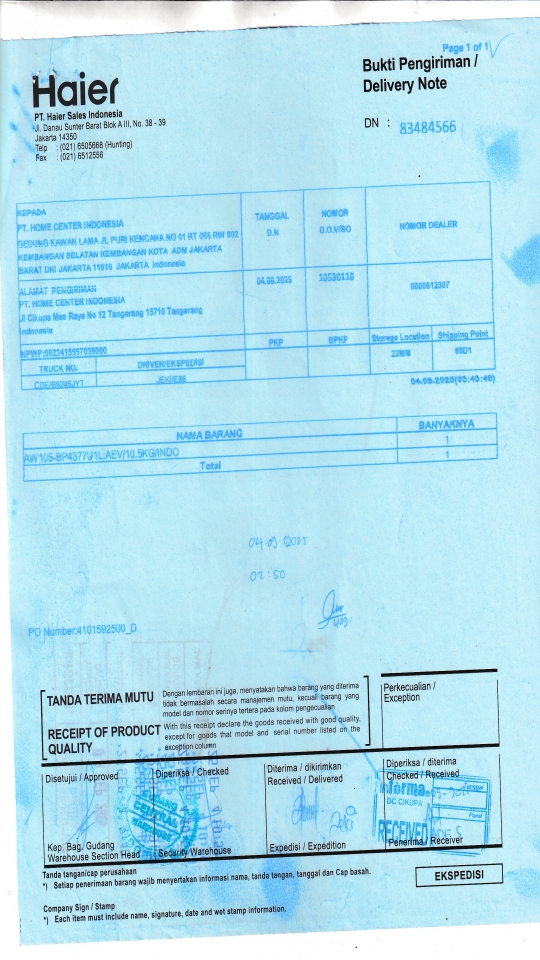 Page 1 of 1
Haier
PT. Haier Sales Indonesia
Jl. Danau Sunter Barat Blok A III, No. 38 - 39
Jakarta 14350
Telp : (021) 6505668 (Hunting)
Fax : (021) 6512556
Bukti Pengiriman /
Delivery Note
DN : 83484566
KEPADA
PT. HOME CENTER INDONESIA
GEDUNG KAWAN LAMA JL PURI KENCANA NO 01 RT 005 RW 002
KEMBANGAN SELATAN KEMBANGAN KOTA ADM JAKARTA
BARAT DKI JAKARTA 11610 JAKARTA Indonesia
TANGGAL
D.N
NOMOR
D.O.V/BO
NOMOR DEALER
ALAMAT PENGIRIMAN
PT. HOME CENTER INDONESIA
Jl Cikupa Mas Raya No 12 Tangerang 15710 Tangerang
Indonesia
04.09.2025
10530110
6000612307
NPWP:
PKP
BPKP
Storage Location
Shipping Point
TRUCK NO.
DRIVER/EKSPEDISI
22MM
65D1
CDE/B9245JYT
04.09.2025(03:43:40)
NAMA BARANG
BANYAKNYA
AW105-BP4377U1LAEV/10.5KG/INDO
1
Total
1
02:50
PO Number:4101592500_D
TANDA TERIMA MUTU
Dengan lembaran ini juga, menyatakan bahwa barang yang diterima
tidak bermasalah secara manajemen mutu, kecuali barang yang
model dan nomor serinya tertera pada kolom pengecualian
RECEIPT OF PRODUCT
QUALITY
With this receipt declare the goods received with good quality,
except for goods that model and serial number listed on the
exception column
Perkecualian /
Exception
Disetujui / Approved
Diperiksa / Checked
Diterima / dikirimkan
Received / Delivered
Diperiksa / diterima
Checked / Received
informa
DC CIKUPA
RECEIVED
Tanggal
Paraf
GUDANG
CENTRAL
Kep. Bag. Gudang
Warehouse Section Head
Security Warehouse
Expedisi / Expedition
Penerima / Receiver
Tanda tangan/cap perusahaan
*) Setiap penerimaan barang wajib menyertakan informasi nama, tanda tangan, tanggal dan Cap basah.
EKSPEDISI
Company Sign / Stamp
*) Each item must include name, signature, date and wet stamp information.